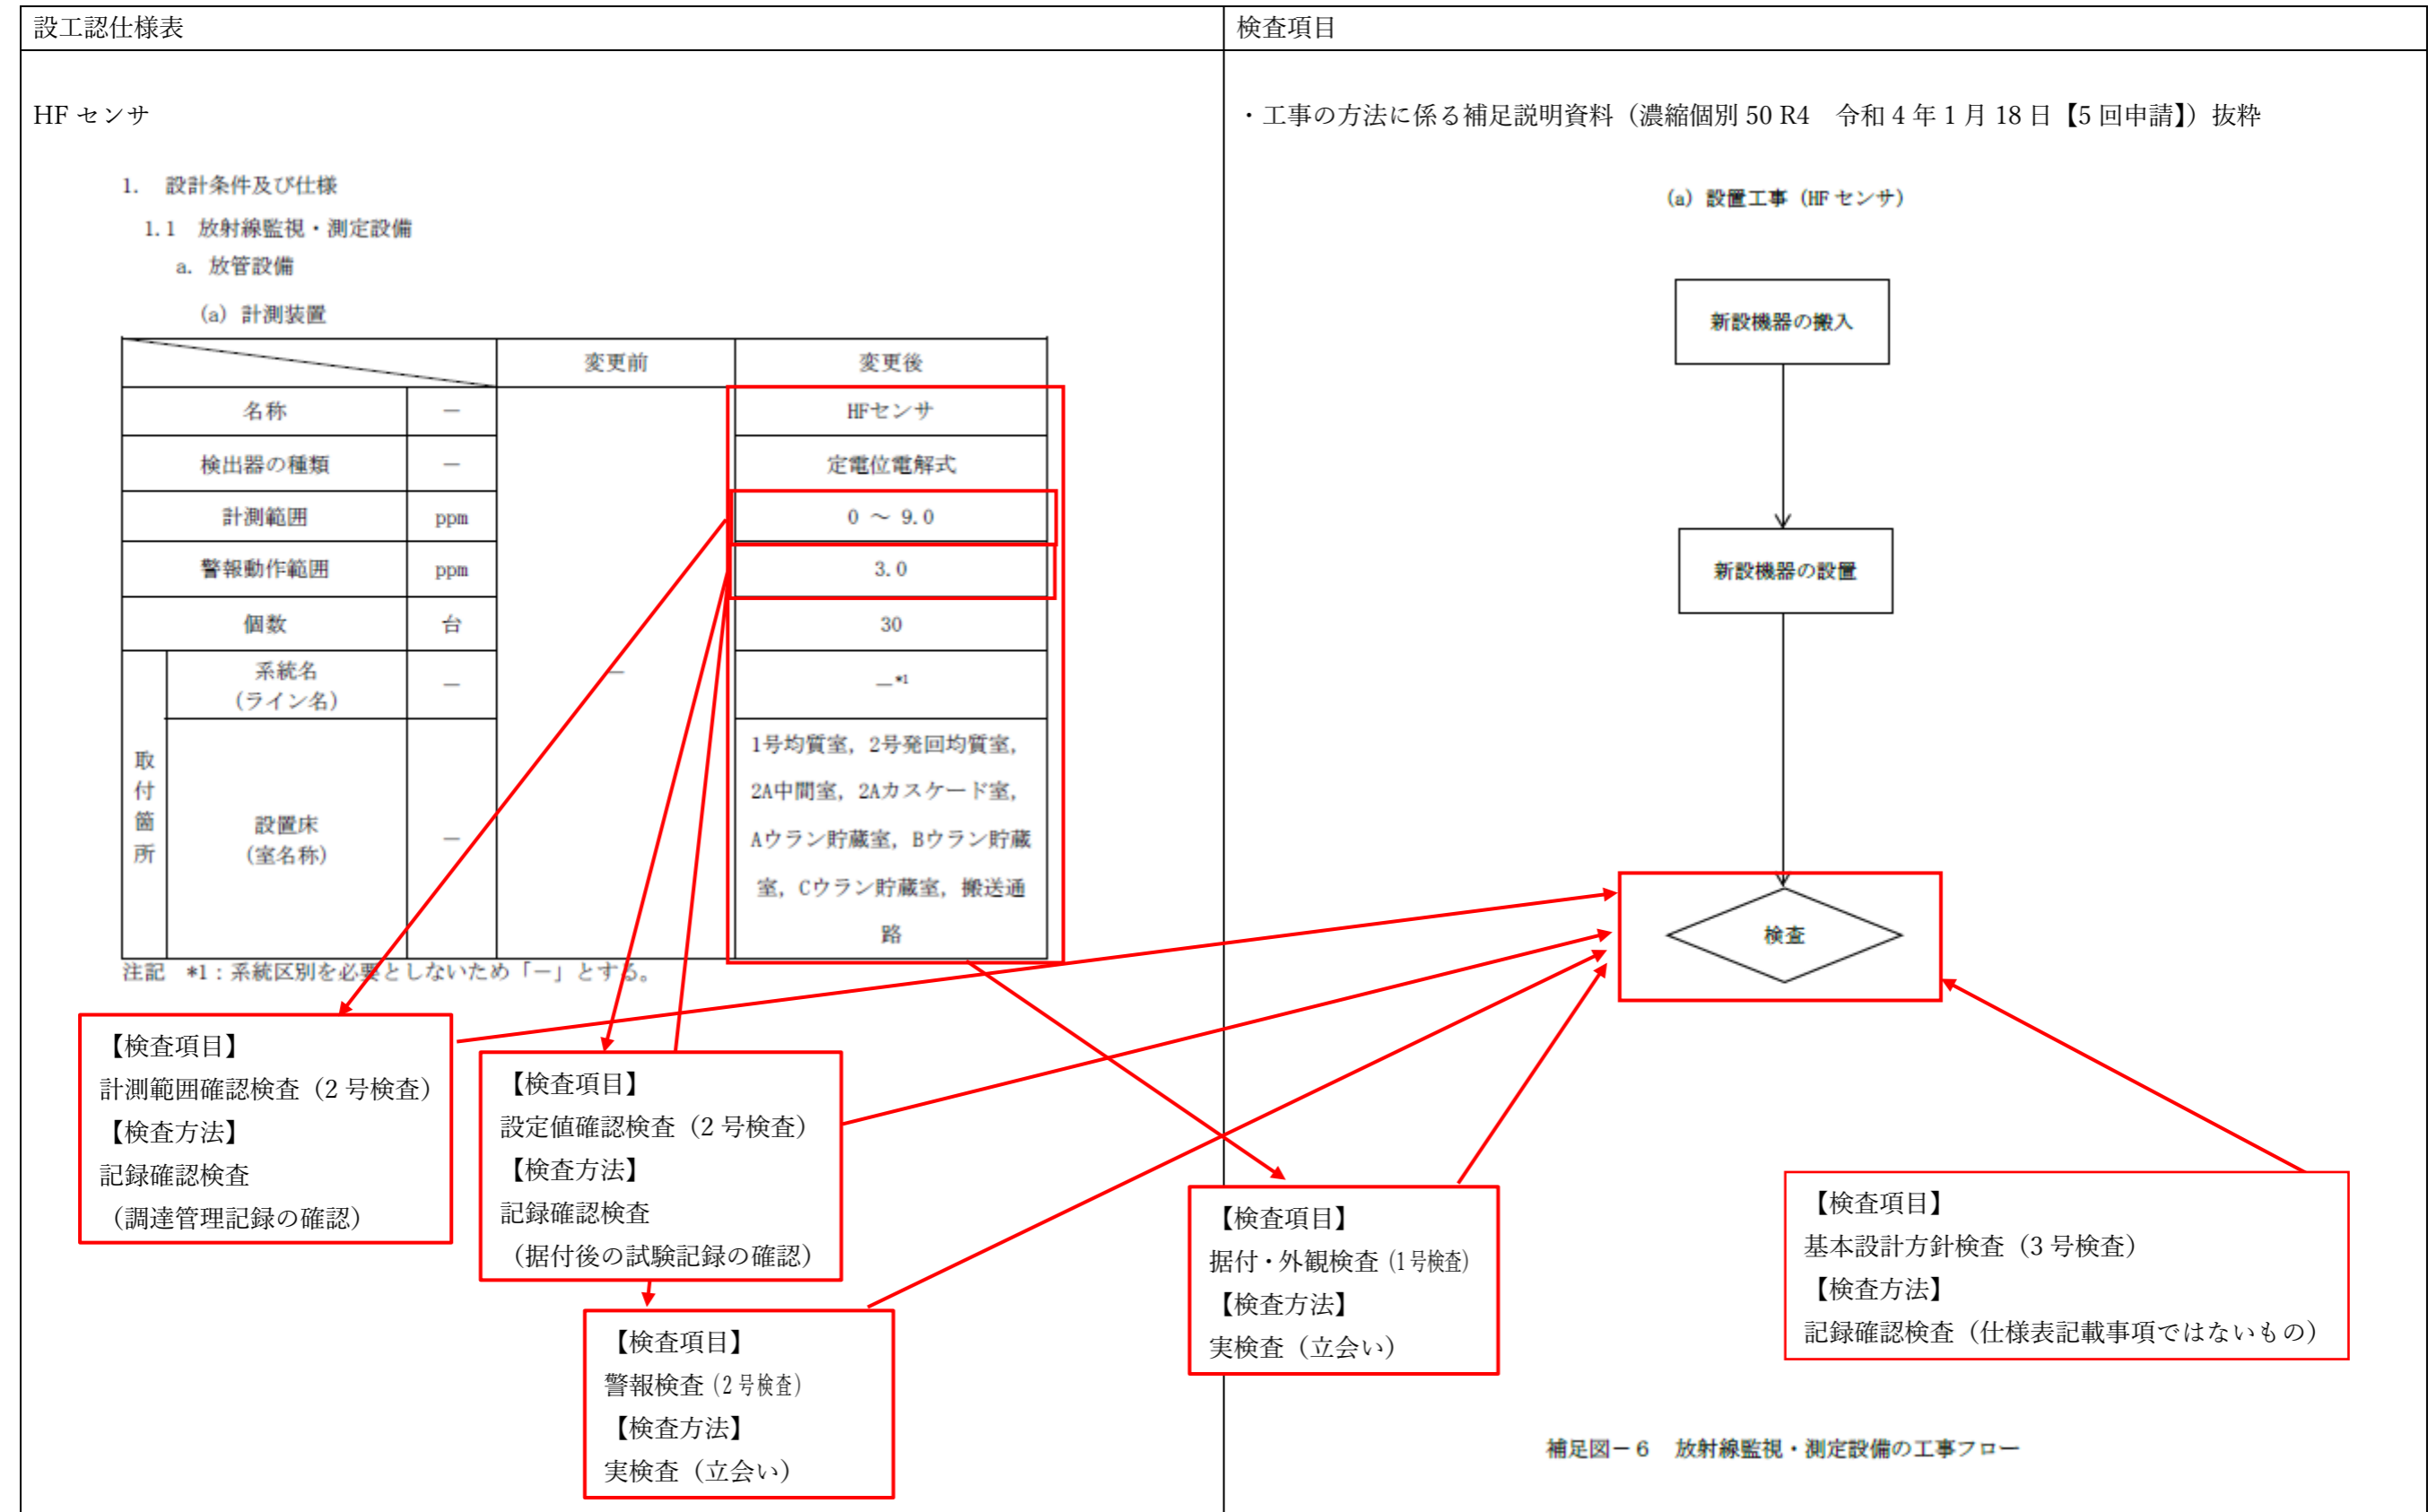 設工認仕様表
検査項目
HF センサ
1. 設計条件及び仕様
1.1 放射線監視・測定設備
a. 放管設備
(a) 計測装置
変更前 変更後
名称 － HFセンサ
検出器の種類 － 定電位電解式
計測範囲 ppm 0 ～ 9.0
警報動作範囲 ppm 3.0
個数 台 30
取付箇所
系統名
(ライン名)
－ － －*1
設置床
(室名称)
－
1号均質室, 2号発回均質室,
2A中間室, 2Aカスケード室,
Aウラン貯蔵室, Bウラン貯蔵
室, Cウラン貯蔵室, 搬送通
路
注記 *1：系統区別を必要としないため「－」とする。
【検査項目】
計測範囲確認検査（2 号検査）
【検査方法】
記録確認検査
（調達管理記録の確認）
【検査項目】
設定値確認検査（2 号検査）
【検査方法】
記録確認検査
（据付後の試験記録の確認）
【検査項目】
警報検査（2 号検査）
【検査方法】
実検査（立会い）
・工事の方法に係る補足説明資料（濃縮個別 50 R4　令和 4 年 1 月 18 日【5 回申請】）抜粋
(a) 設置工事（HF センサ）
新設機器の搬入
新設機器の設置
検査
【検査項目】
据付・外観検査（1 号検査）
【検査方法】
実検査（立会い）
【検査項目】
基本設計方針検査（3 号検査）
【検査方法】
記録確認検査（仕様表記載事項ではないもの）
補足図－６　放射線監視・測定設備の工事フロー